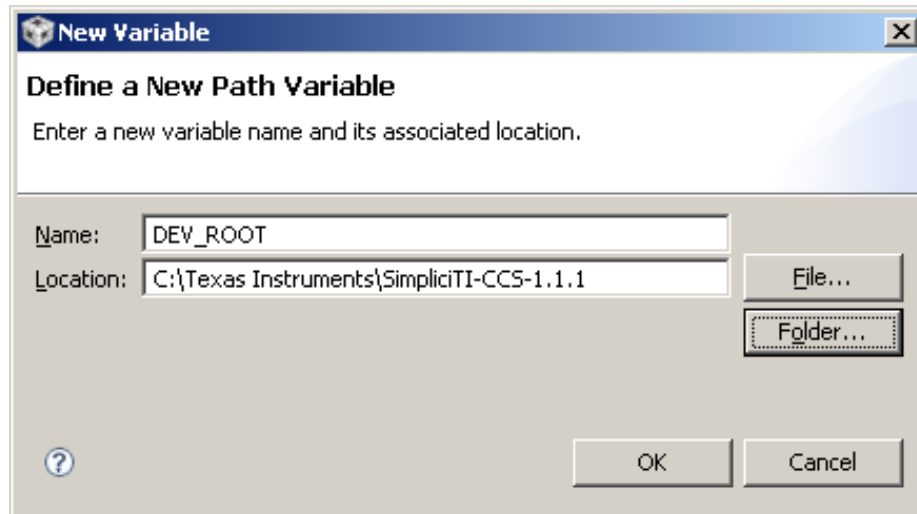 New Variable
Define a New Path Variable
Enter a new variable name and its associated location.
Name: DEV_ROOT
Location: C:\Texas Instruments\SimpliciTI-CCS-1.1.1 File...
Folder...
? OK Cancel